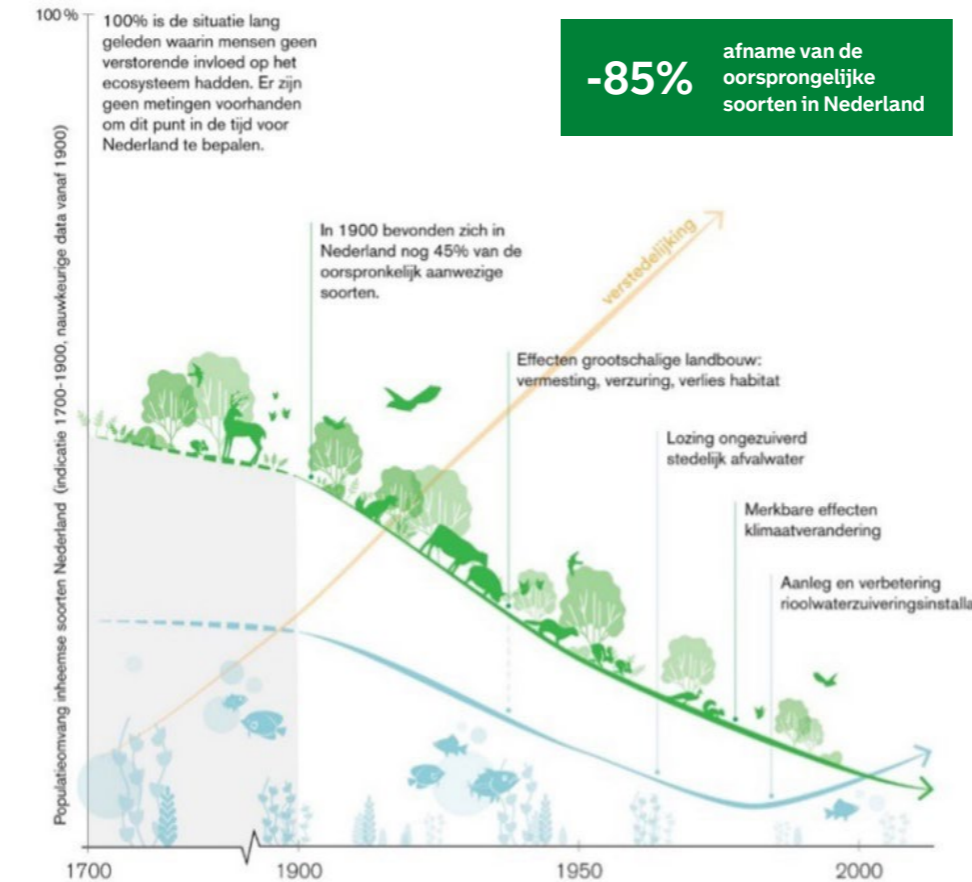 100%
100% is de situatie lang
geleden waarin mensen geen
verstorende invloed op het
ecosysteem hadden. Er zijn
geen metingen voorhanden
om dit punt in de tijd voor
Nederland te bepalen.
-85%
afname van de
oorsprongelijke
soorten in Nederland
Populatieomvang inheemse soorten Nederland (indicatie 1700-1900, nauwkeurige data vanaf 1900)
In 1900 bevonden zich in
Nederland nog 45% van de
oorspronkelijk aanwezige
soorten.
verstedelijking
Effecten grootschalige landbouw:
vermesting, verzuring, verlies habitat
Lozing ongezuiverd
stedelijk afvalwater
Merkbare effecten
klimaatverandering
Aanleg en verbetering
rioolwaterzuiveringsinstalla
1700
1900
1950
2000